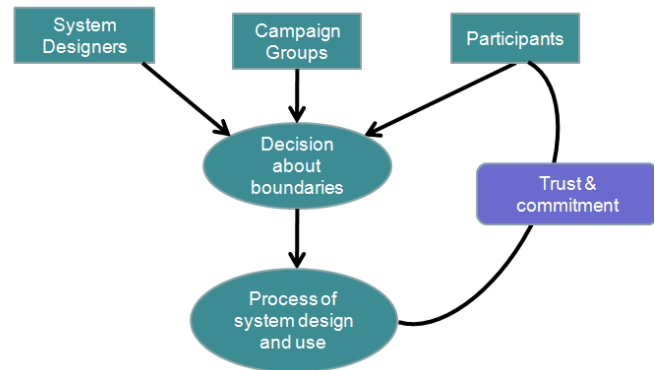 System
Designers
Campaign
Groups
Participants
Decision
about
boundaries
Trust &
commitment
Process of
system design
and use